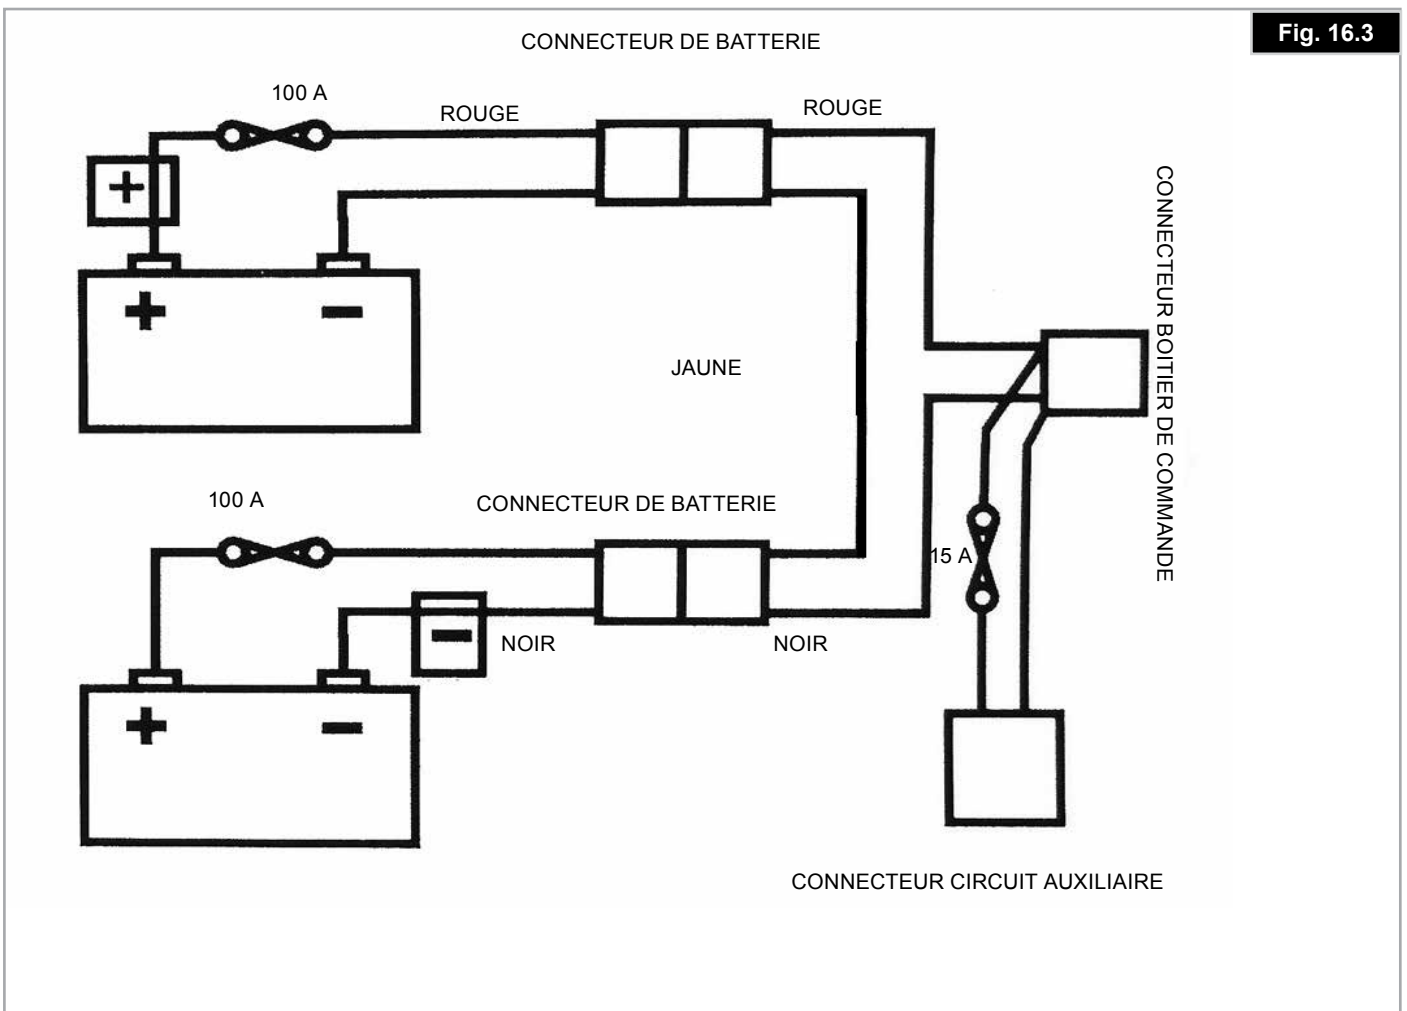 Fig. 16.3
CONNECTEUR DE BATTERIE
100 A
ROUGE
ROUGE
+
+
−
CONNECTEUR BOITIER DE COMMANDE
JAUNE
100 A
CONNECTEUR DE BATTERIE
15 A
−
NOIR
NOIR
+
−
CONNECTEUR CIRCUIT AUXILIAIRE